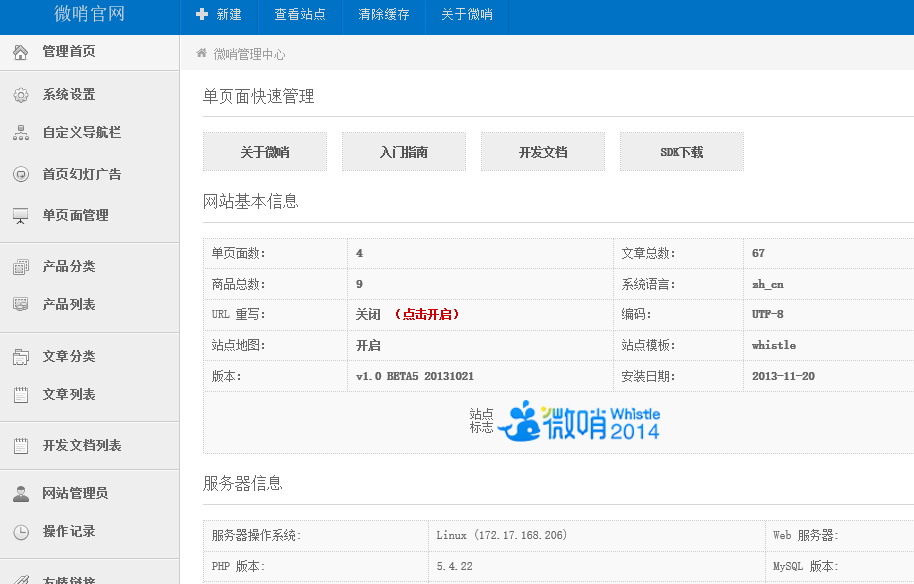 微哨官网
新建 查看站点 清除缓存 关于微哨
管理首页
系统设置
自定义导航栏
首页幻灯广告
单页面管理
产品分类
产品列表
文章分类
文章列表
开发文档列表
网站管理员
操作记录
友情链接
微哨管理中心
单页面快速管理
关于微哨 入门指南 开发文档 SDK下载
网站基本信息
单页面数: 4 文章总数: 67
商品总数: 9 系统语言: zh_cn
URL 重写: 关闭 （点击开启） 编码: UTF-8
站点地图: 开启 站点模板: whistle
版本: v1.0 BETA5 20131021 安装日期: 2013-11-20
站点标志 微哨 Whistle 2014
服务器信息
服务器操作系统: Linux (172.17.168.206) Web 服务器:
PHP 版本: 5.4.22 MySQL 版本: